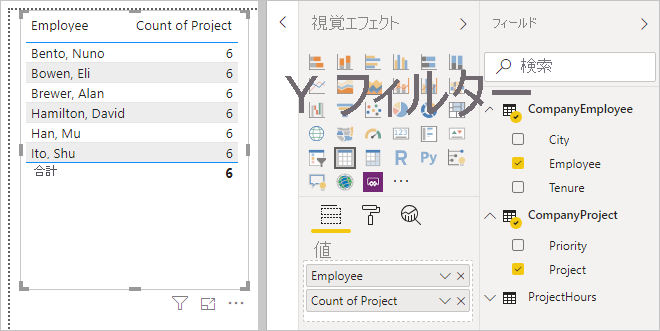 Employee Count of Project
Bento, Nuno 6
Bowen, Eli 6
Brewer, Alan 6
Hamilton, David 6
Han, Mu 6
Ito, Shu 6
合計 6
視覚エフェクト
Y フィルター
123
R Py
値
Employee
Count of Project
フィールド
検索
CompanyEmployee
City
Employee
Tenure
CompanyProject
Priority
Project
ProjectHours